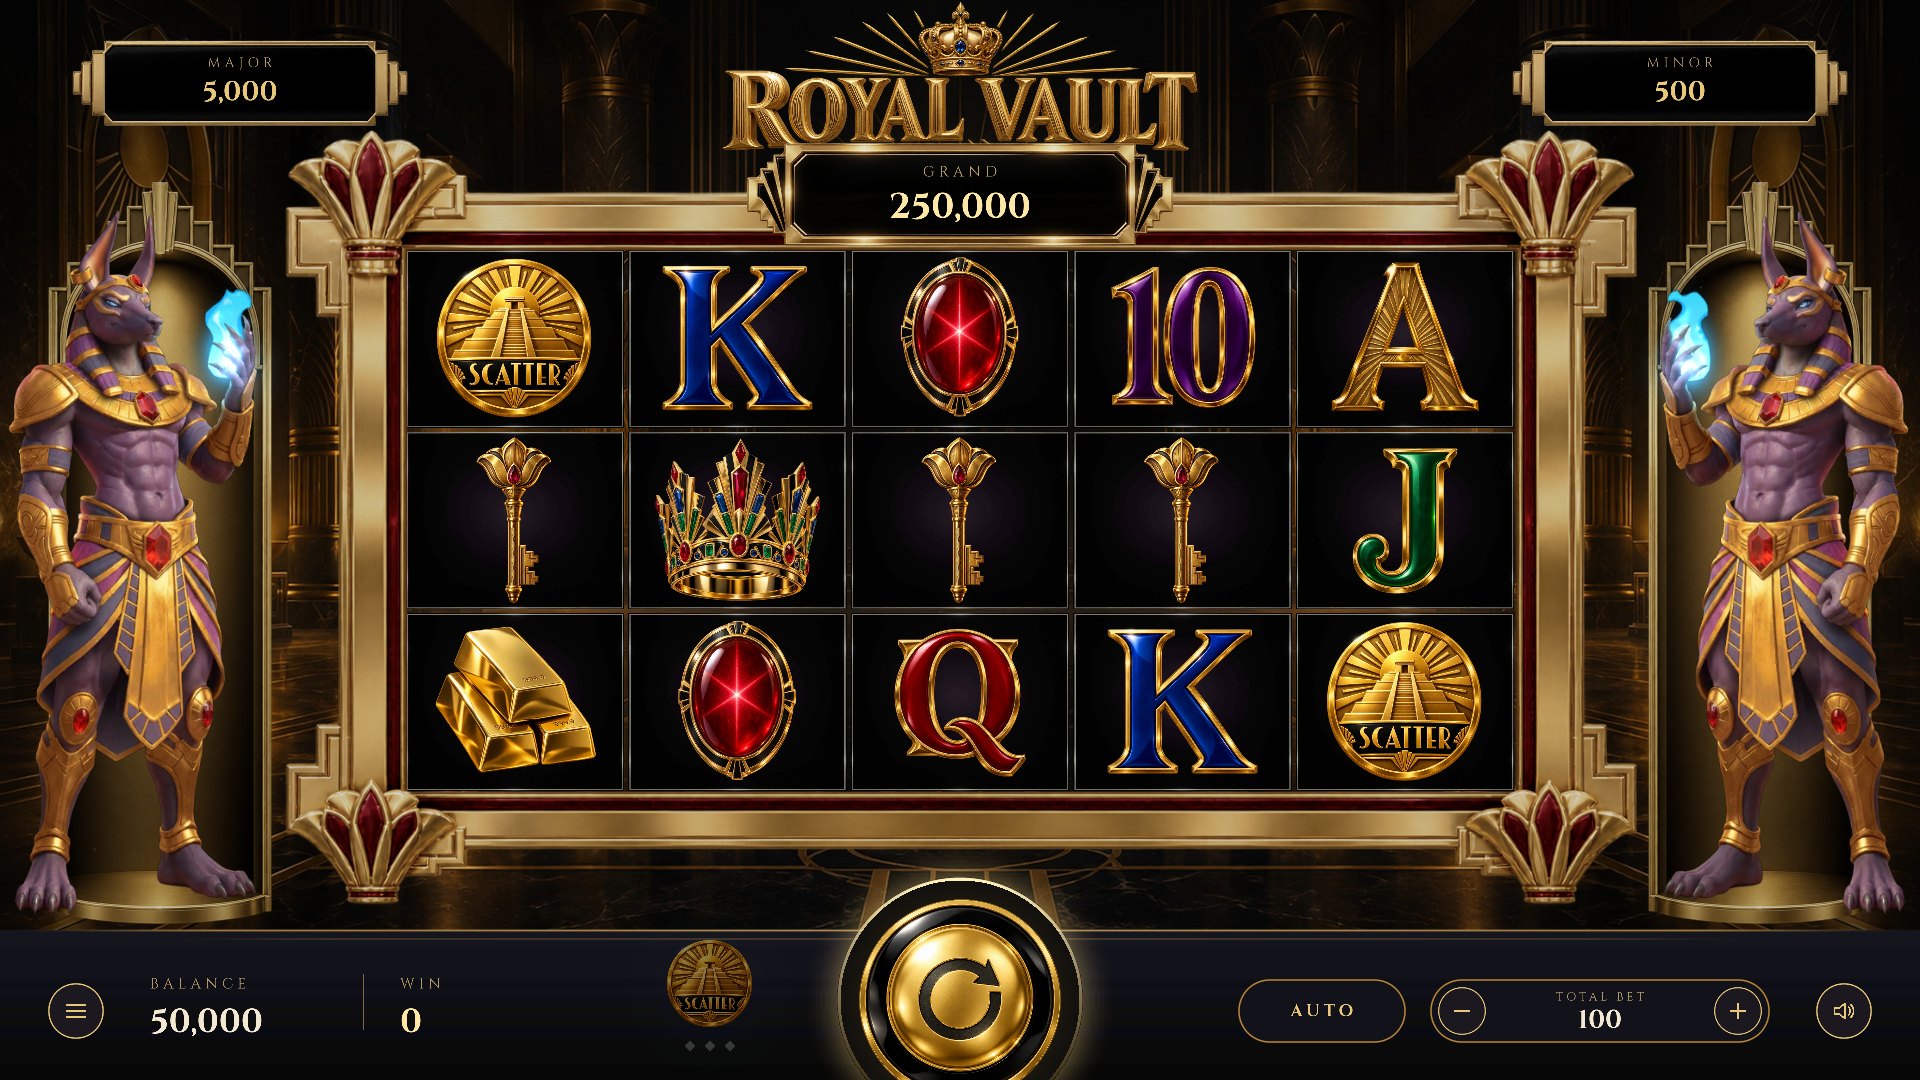 MAJOR
5,000
ROYAL VAULT
MINOR
500
GRAND
250,000
SCATTER
K
10
A
J
Q
K
SCATTER
BALANCE
50,000
WIN
0
SCATTER
AUTO
TOTAL BET
100